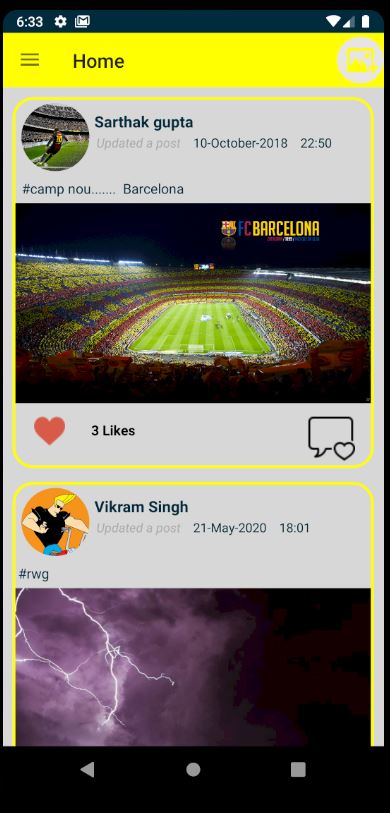 6:33
Home
Sarthak gupta
Updated a post 10-October-2018 22:50
#camp nou....... Barcelona
FC BARCELONA
3 Likes
Vikram Singh
Updated a post 21-May-2020 18:01
#rwg